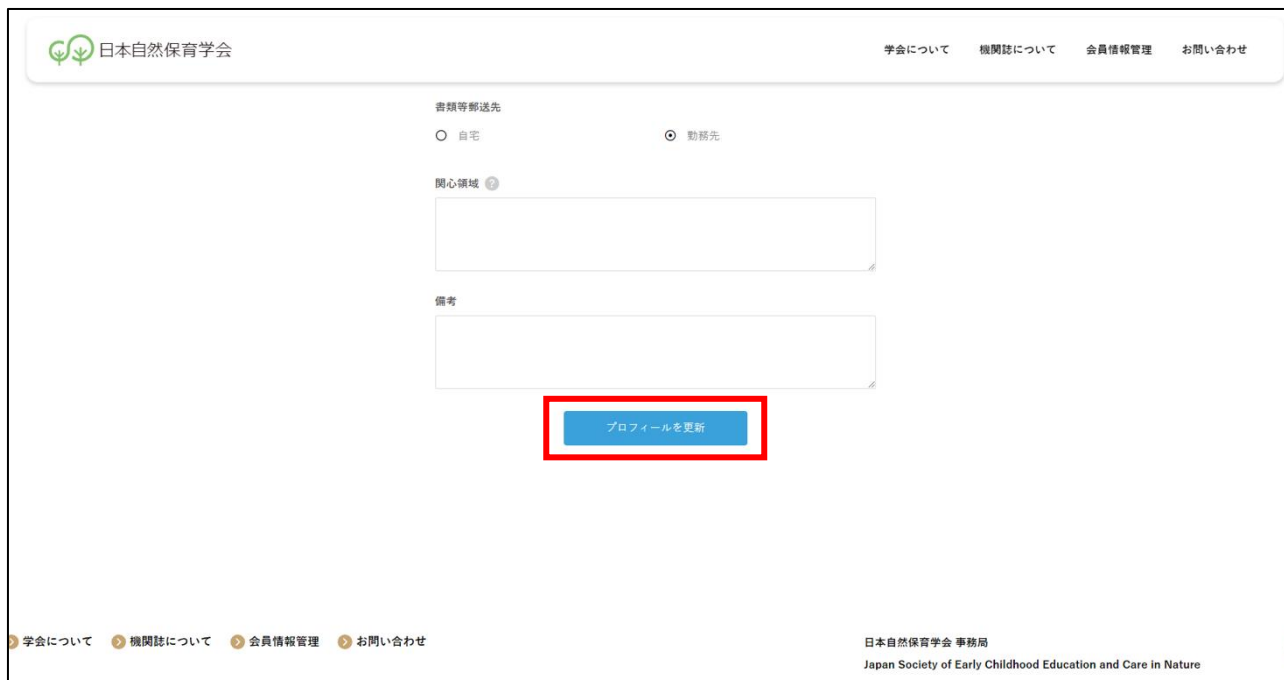 日本自然保育学会
学会について 機関誌について 会員情報管理 お問い合わせ
書類等郵送先
自宅 勤務先
関心領域 ?
備考
プロフィールを更新
学会について 機関誌について 会員情報管理 お問い合わせ
日本自然保育学会 事務局
Japan Society of Early Childhood Education and Care in Nature